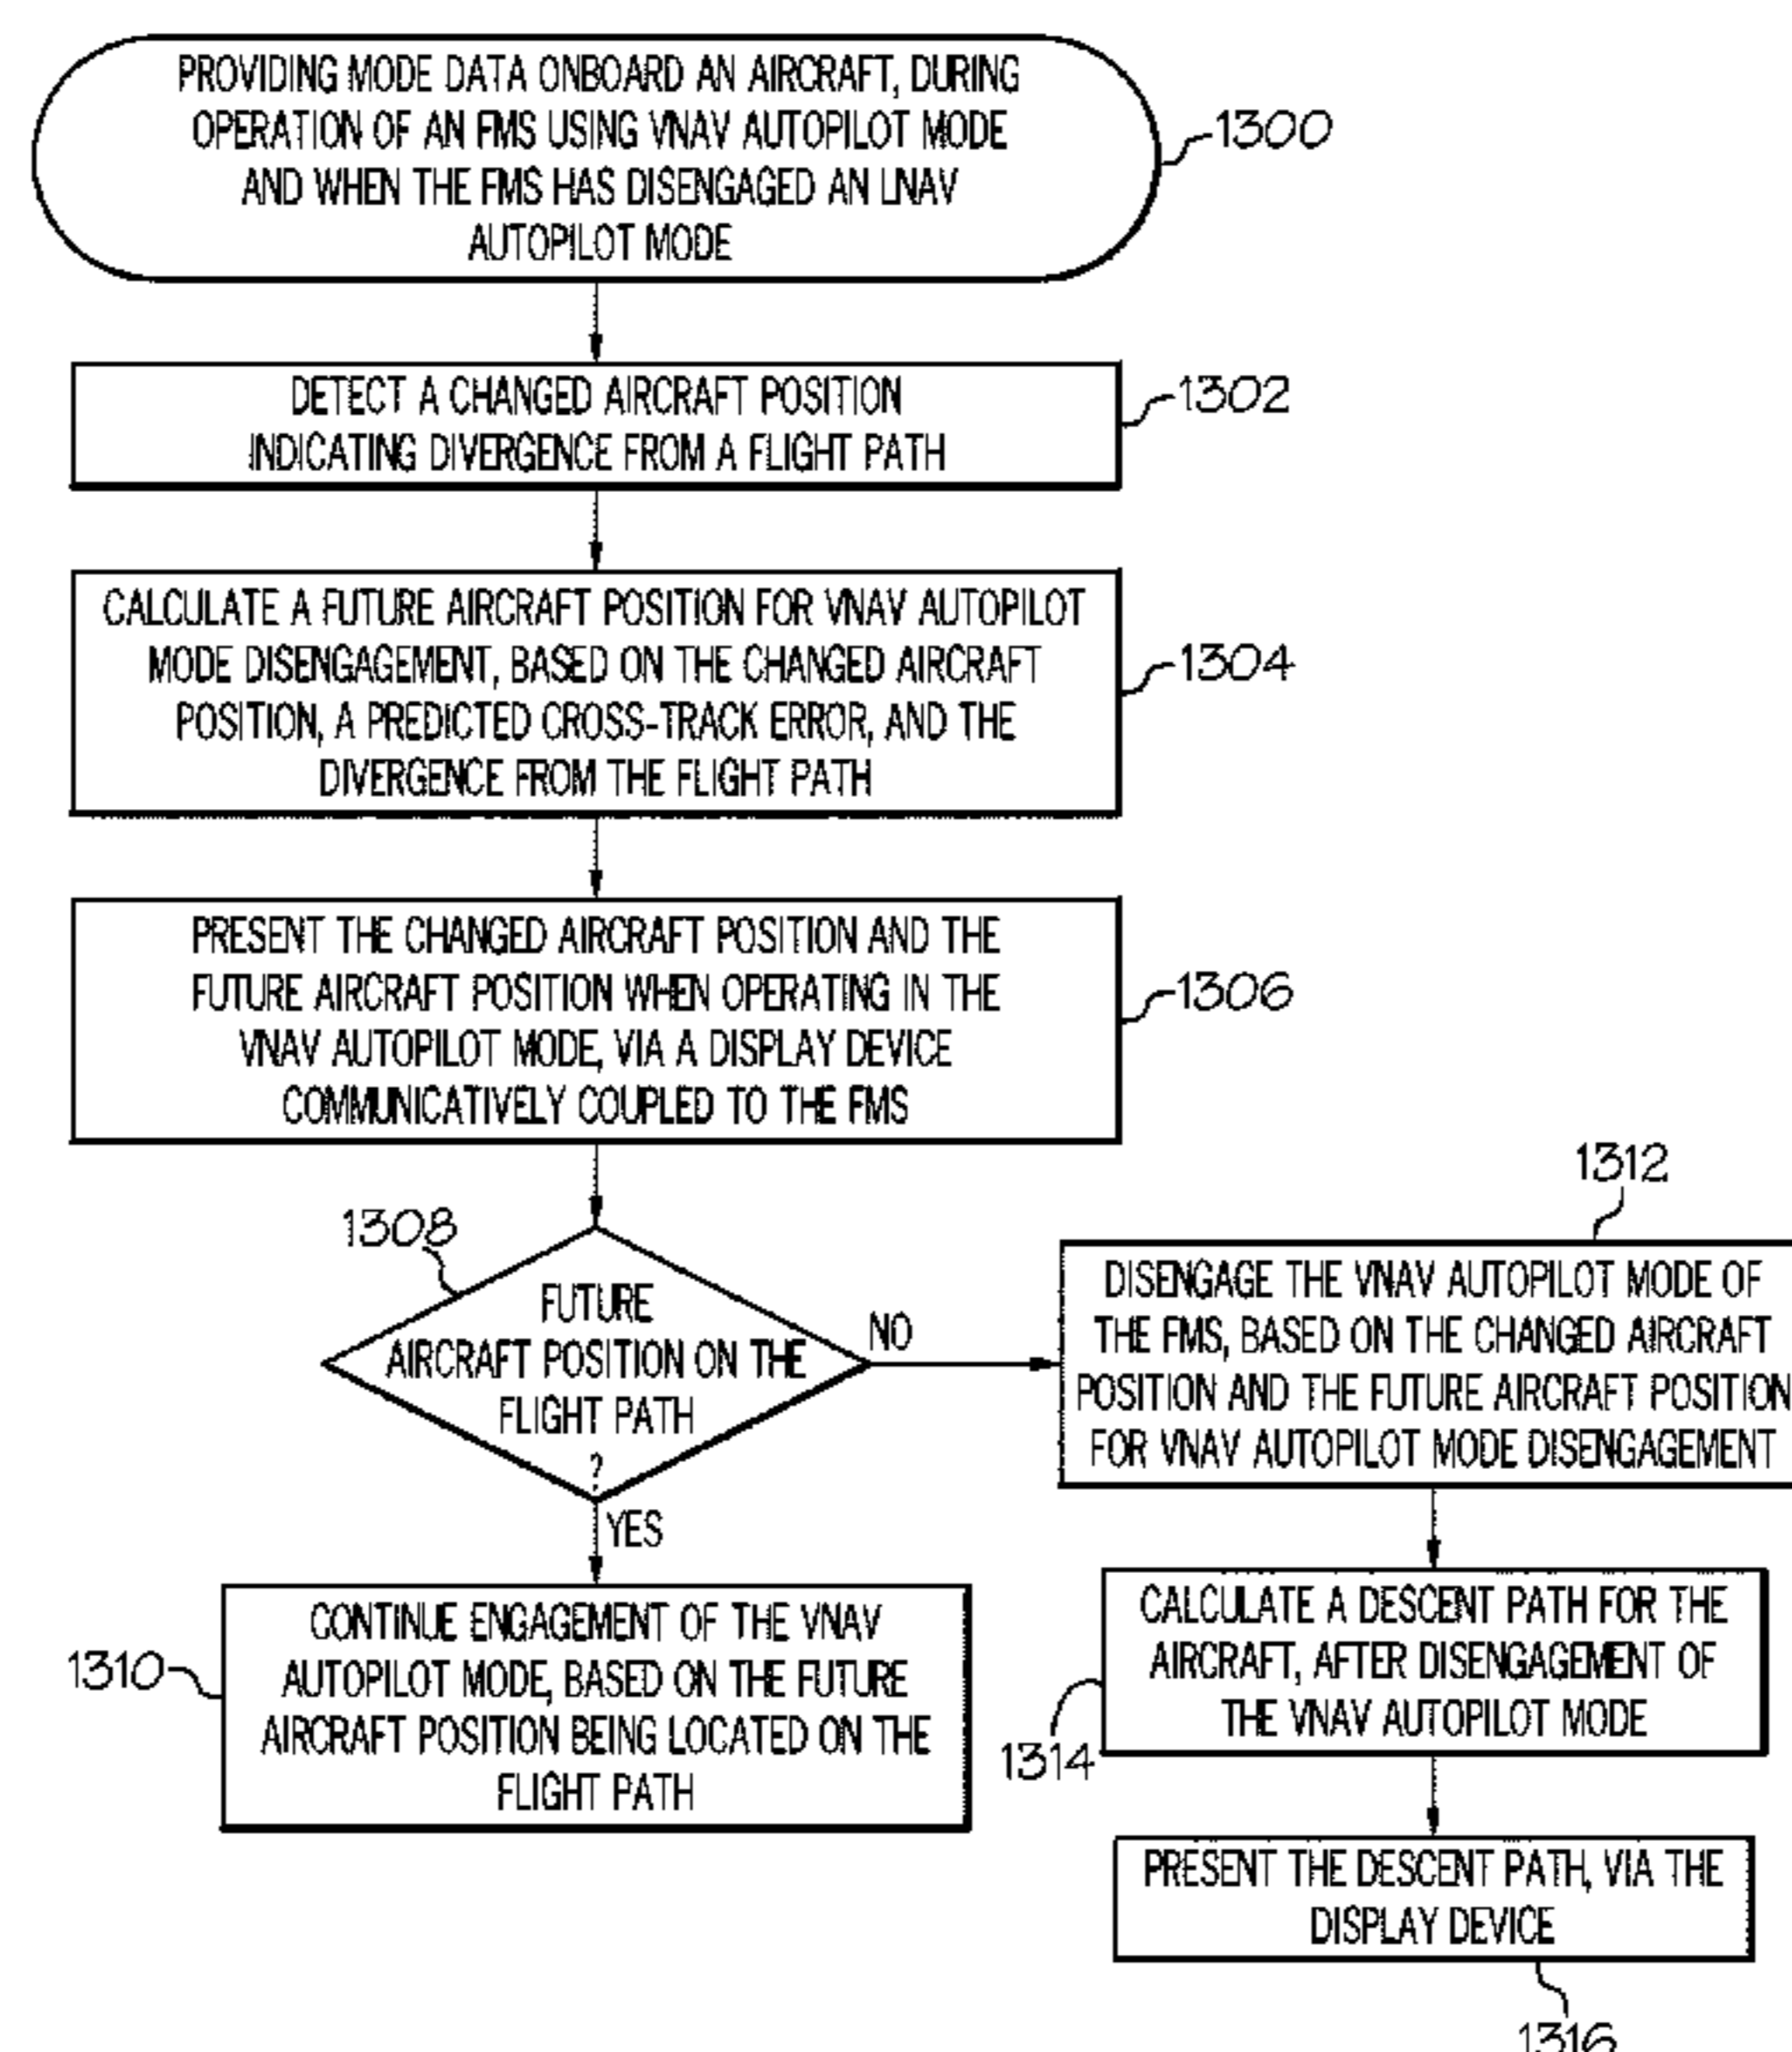 PROVIDING MODE DATA ONBOARD AN AIRCRAFT, DURING
OPERATION OF AN FMS USING VNAV AUTOPILOT MODE
AND WHEN THE FMS HAS DISENGAGED AN LNAV
AUTOPILOT MODE
1300
DETECT A CHANGED AIRCRAFT POSITION
INDICATING DIVERGENCE FROM A FLIGHT PATH
1302
CALCULATE A FUTURE AIRCRAFT POSITION FOR VNAV AUTOPILOT
MODE DISENGAGEMENT, BASED ON THE CHANGED AIRCRAFT
POSITION, A PREDICTED CROSS-TRACK ERROR, AND THE
DIVERGENCE FROM THE FLIGHT PATH
1304
PRESENT THE CHANGED AIRCRAFT POSITION AND THE
FUTURE AIRCRAFT POSITION WHEN OPERATING IN THE
VNAV AUTOPILOT MODE, VIA A DISPLAY DEVICE
COMMUNICATIVELY COUPLED TO THE FMS
1306
1308
FUTURE
AIRCRAFT POSITION ON THE
FLIGHT PATH
?
NO
YES
1310
CONTINUE ENGAGEMENT OF THE VNAV
AUTOPILOT MODE, BASED ON THE FUTURE
AIRCRAFT POSITION BEING LOCATED ON THE
FLIGHT PATH
1312
DISENGAGE THE VNAV AUTOPILOT MODE OF
THE FMS, BASED ON THE CHANGED AIRCRAFT
POSITION AND THE FUTURE AIRCRAFT POSITION
FOR VNAV AUTOPILOT MODE DISENGAGEMENT
CALCULATE A DESCENT PATH FOR THE
AIRCRAFT, AFTER DISENGAGEMENT OF
THE VNAV AUTOPILOT MODE
1314
PRESENT THE DESCENT PATH, VIA THE
DISPLAY DEVICE
1316